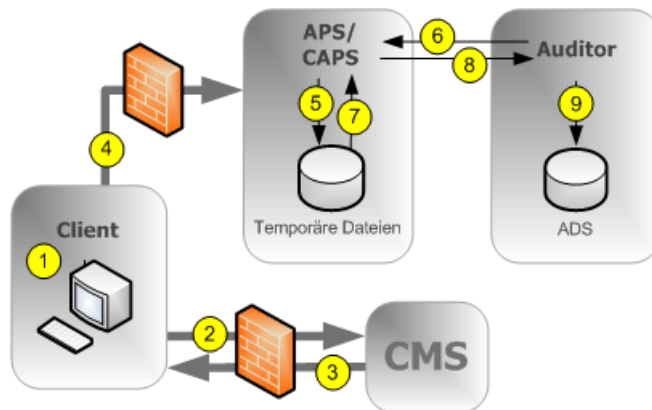 APS/
CAPS
6
8
Auditor
5
7
9
4
Temporäre Dateien
ADS
Client
1
2
3
CMS